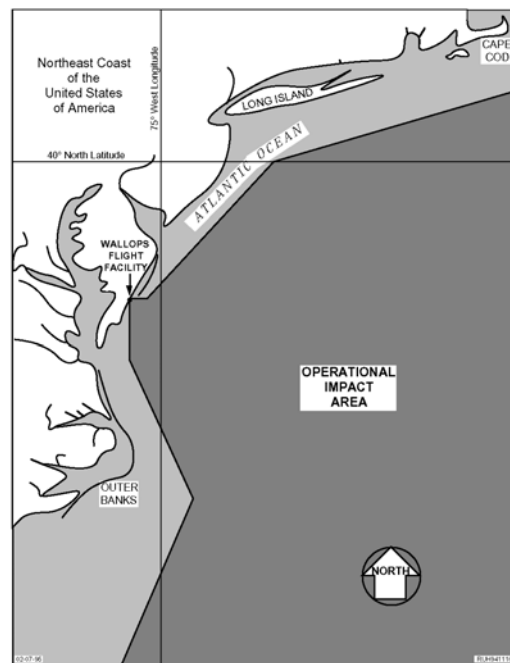 Northeast Coast
of the
United States
of America
75° West Longitude
CAPE
COD
LONG ISLAND
40° North Latitude
ATLANTIC OCEAN
WALLOPS
FLIGHT
FACILITY
OPERATIONAL
IMPACT
AREA
OUTER
BANKS
NORTH
02-07-96